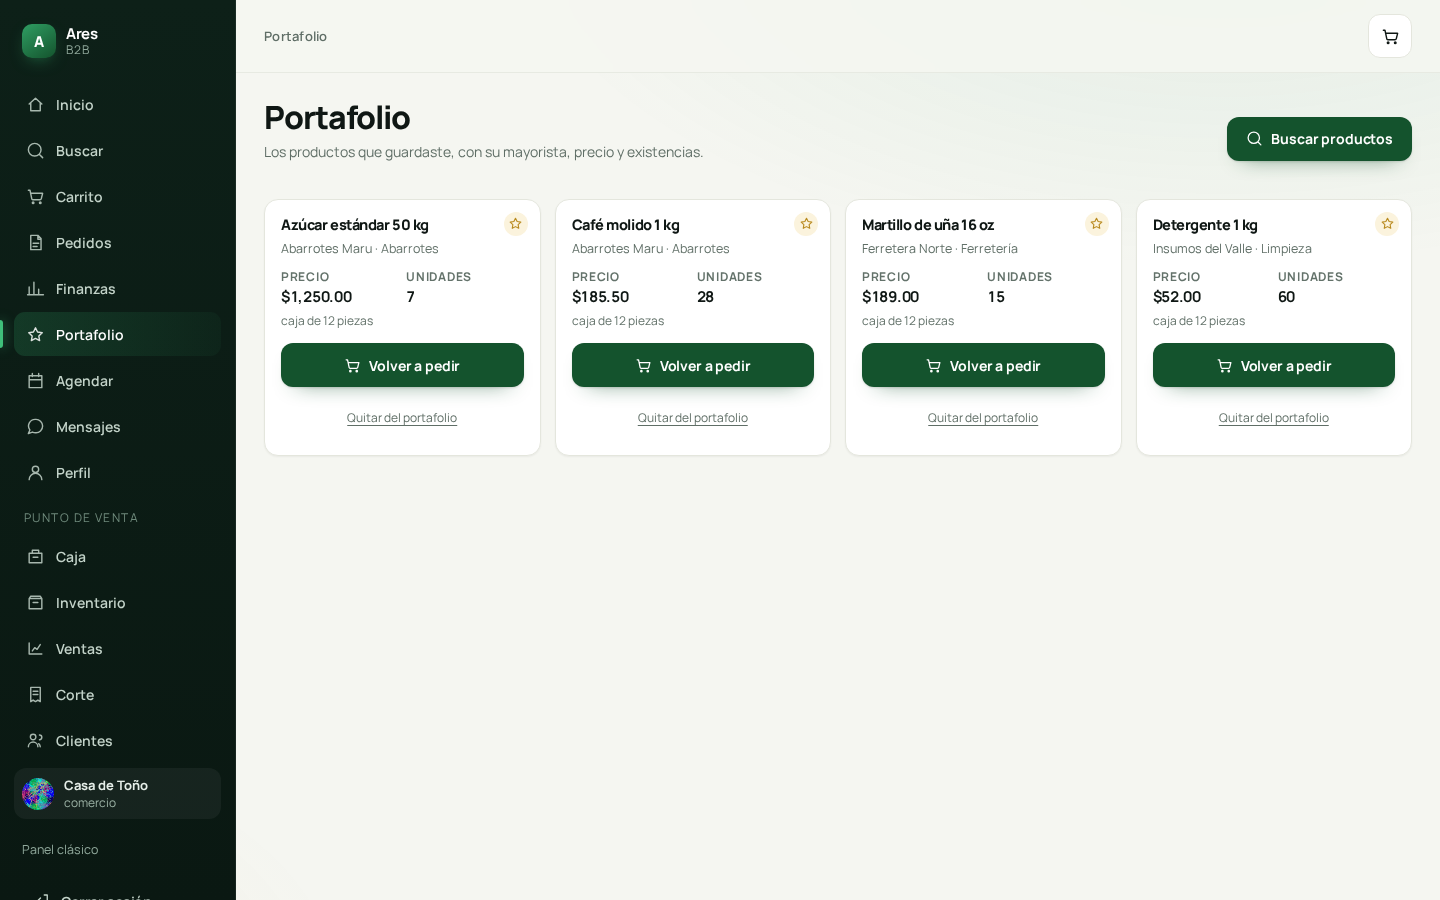 A
Ares
B2B
Inicio
Buscar
Carrito
Pedidos
Finanzas
Portafolio
Agendar
Mensajes
Perfil
PUNTO DE VENTA
Caja
Inventario
Ventas
Corte
Clientes
Casa de Toño
comercio
Panel clásico
Portafolio
Portafolio
Los productos que guardaste, con su mayorista, precio y existencias.
Buscar productos
Azúcar estándar 50 kg
Abarrotes Maru · Abarrotes
PRECIO UNIDADES
$1,250.00 7
caja de 12 piezas
Volver a pedir
Quitar del portafolio
Café molido 1 kg
Abarrotes Maru · Abarrotes
PRECIO UNIDADES
$185.50 28
caja de 12 piezas
Volver a pedir
Quitar del portafolio
Martillo de uña 16 oz
Ferretera Norte · Ferretería
PRECIO UNIDADES
$189.00 15
caja de 12 piezas
Volver a pedir
Quitar del portafolio
Detergente 1 kg
Insumos del Valle · Limpieza
PRECIO UNIDADES
$52.00 60
caja de 12 piezas
Volver a pedir
Quitar del portafolio